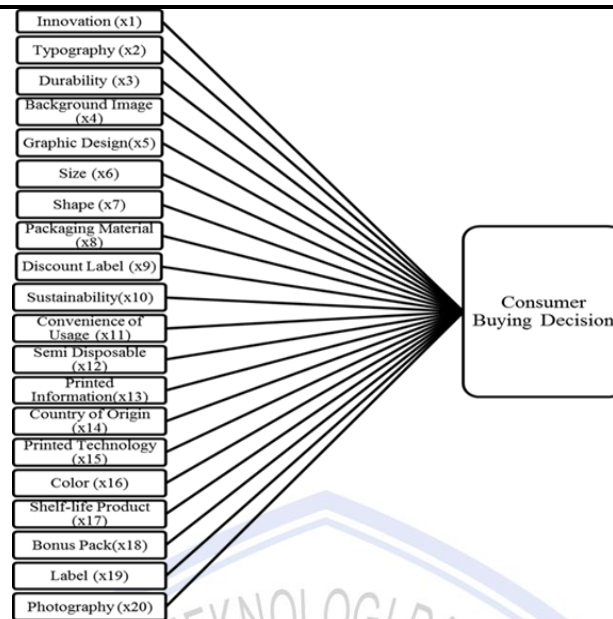 Innovation (x1)
Typography (x2)
Durability (x3)
Background Image
(x4)
Graphic Design(x5)
Size (x6)
Shape (x7)
Packaging Material
(x8)
Discount Label (x9)
Sustainability(x10)
Convenience of
Usage (x11)
Semi Disposable
(x12)
Printed
Information(x13)
Country of Origin
(x14)
Printed Technology
(x15)
Color (x16)
Shelf-life Product
(x17)
Bonus Pack(x18)
Label (x19)
Photography (x20)
Consumer
Buying Decision